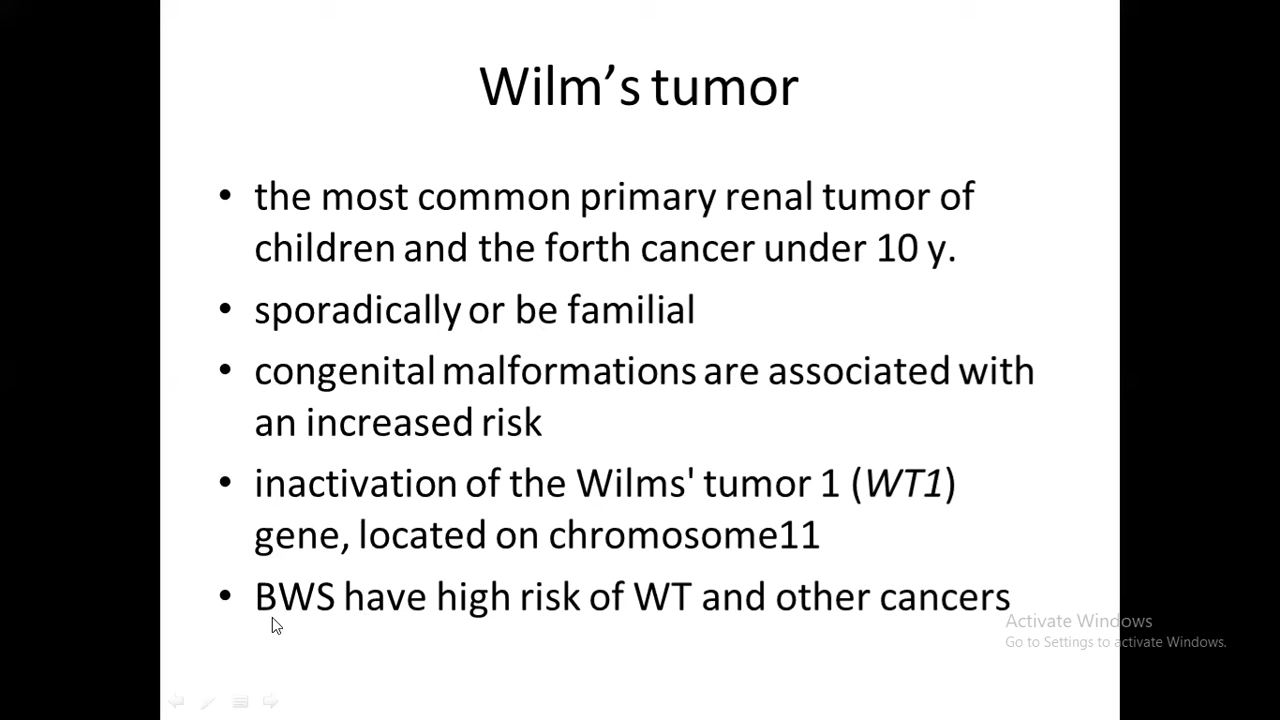 Wilm’s tumor
• the most common primary renal tumor of
children and the forth cancer under 10 y.
• sporadically or be familial
• congenital malformations are associated with
an increased risk
• inactivation of the Wilms' tumor 1 (WT1)
gene, located on chromosome11
• BWS have high risk of WT and other cancers
Activate Windows
Go to Settings to activate Windows.